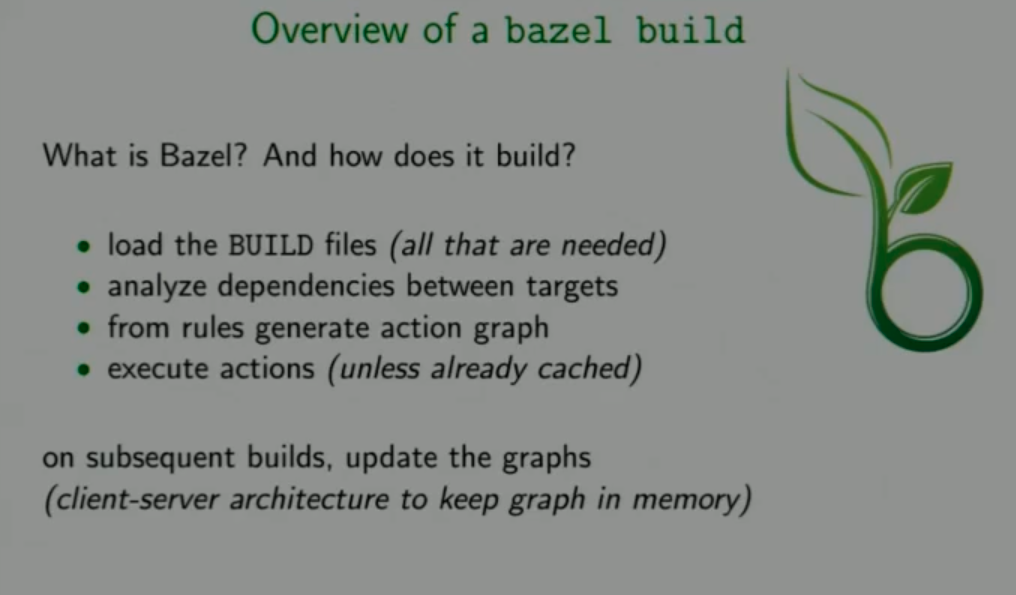 Overview of a bazel build
What is Bazel? And how does it build?
• load the BUILD files (all that are needed)
• analyze dependencies between targets
• from rules generate action graph
• execute actions (unless already cached)
on subsequent builds, update the graphs
(client-server architecture to keep graph in memory)